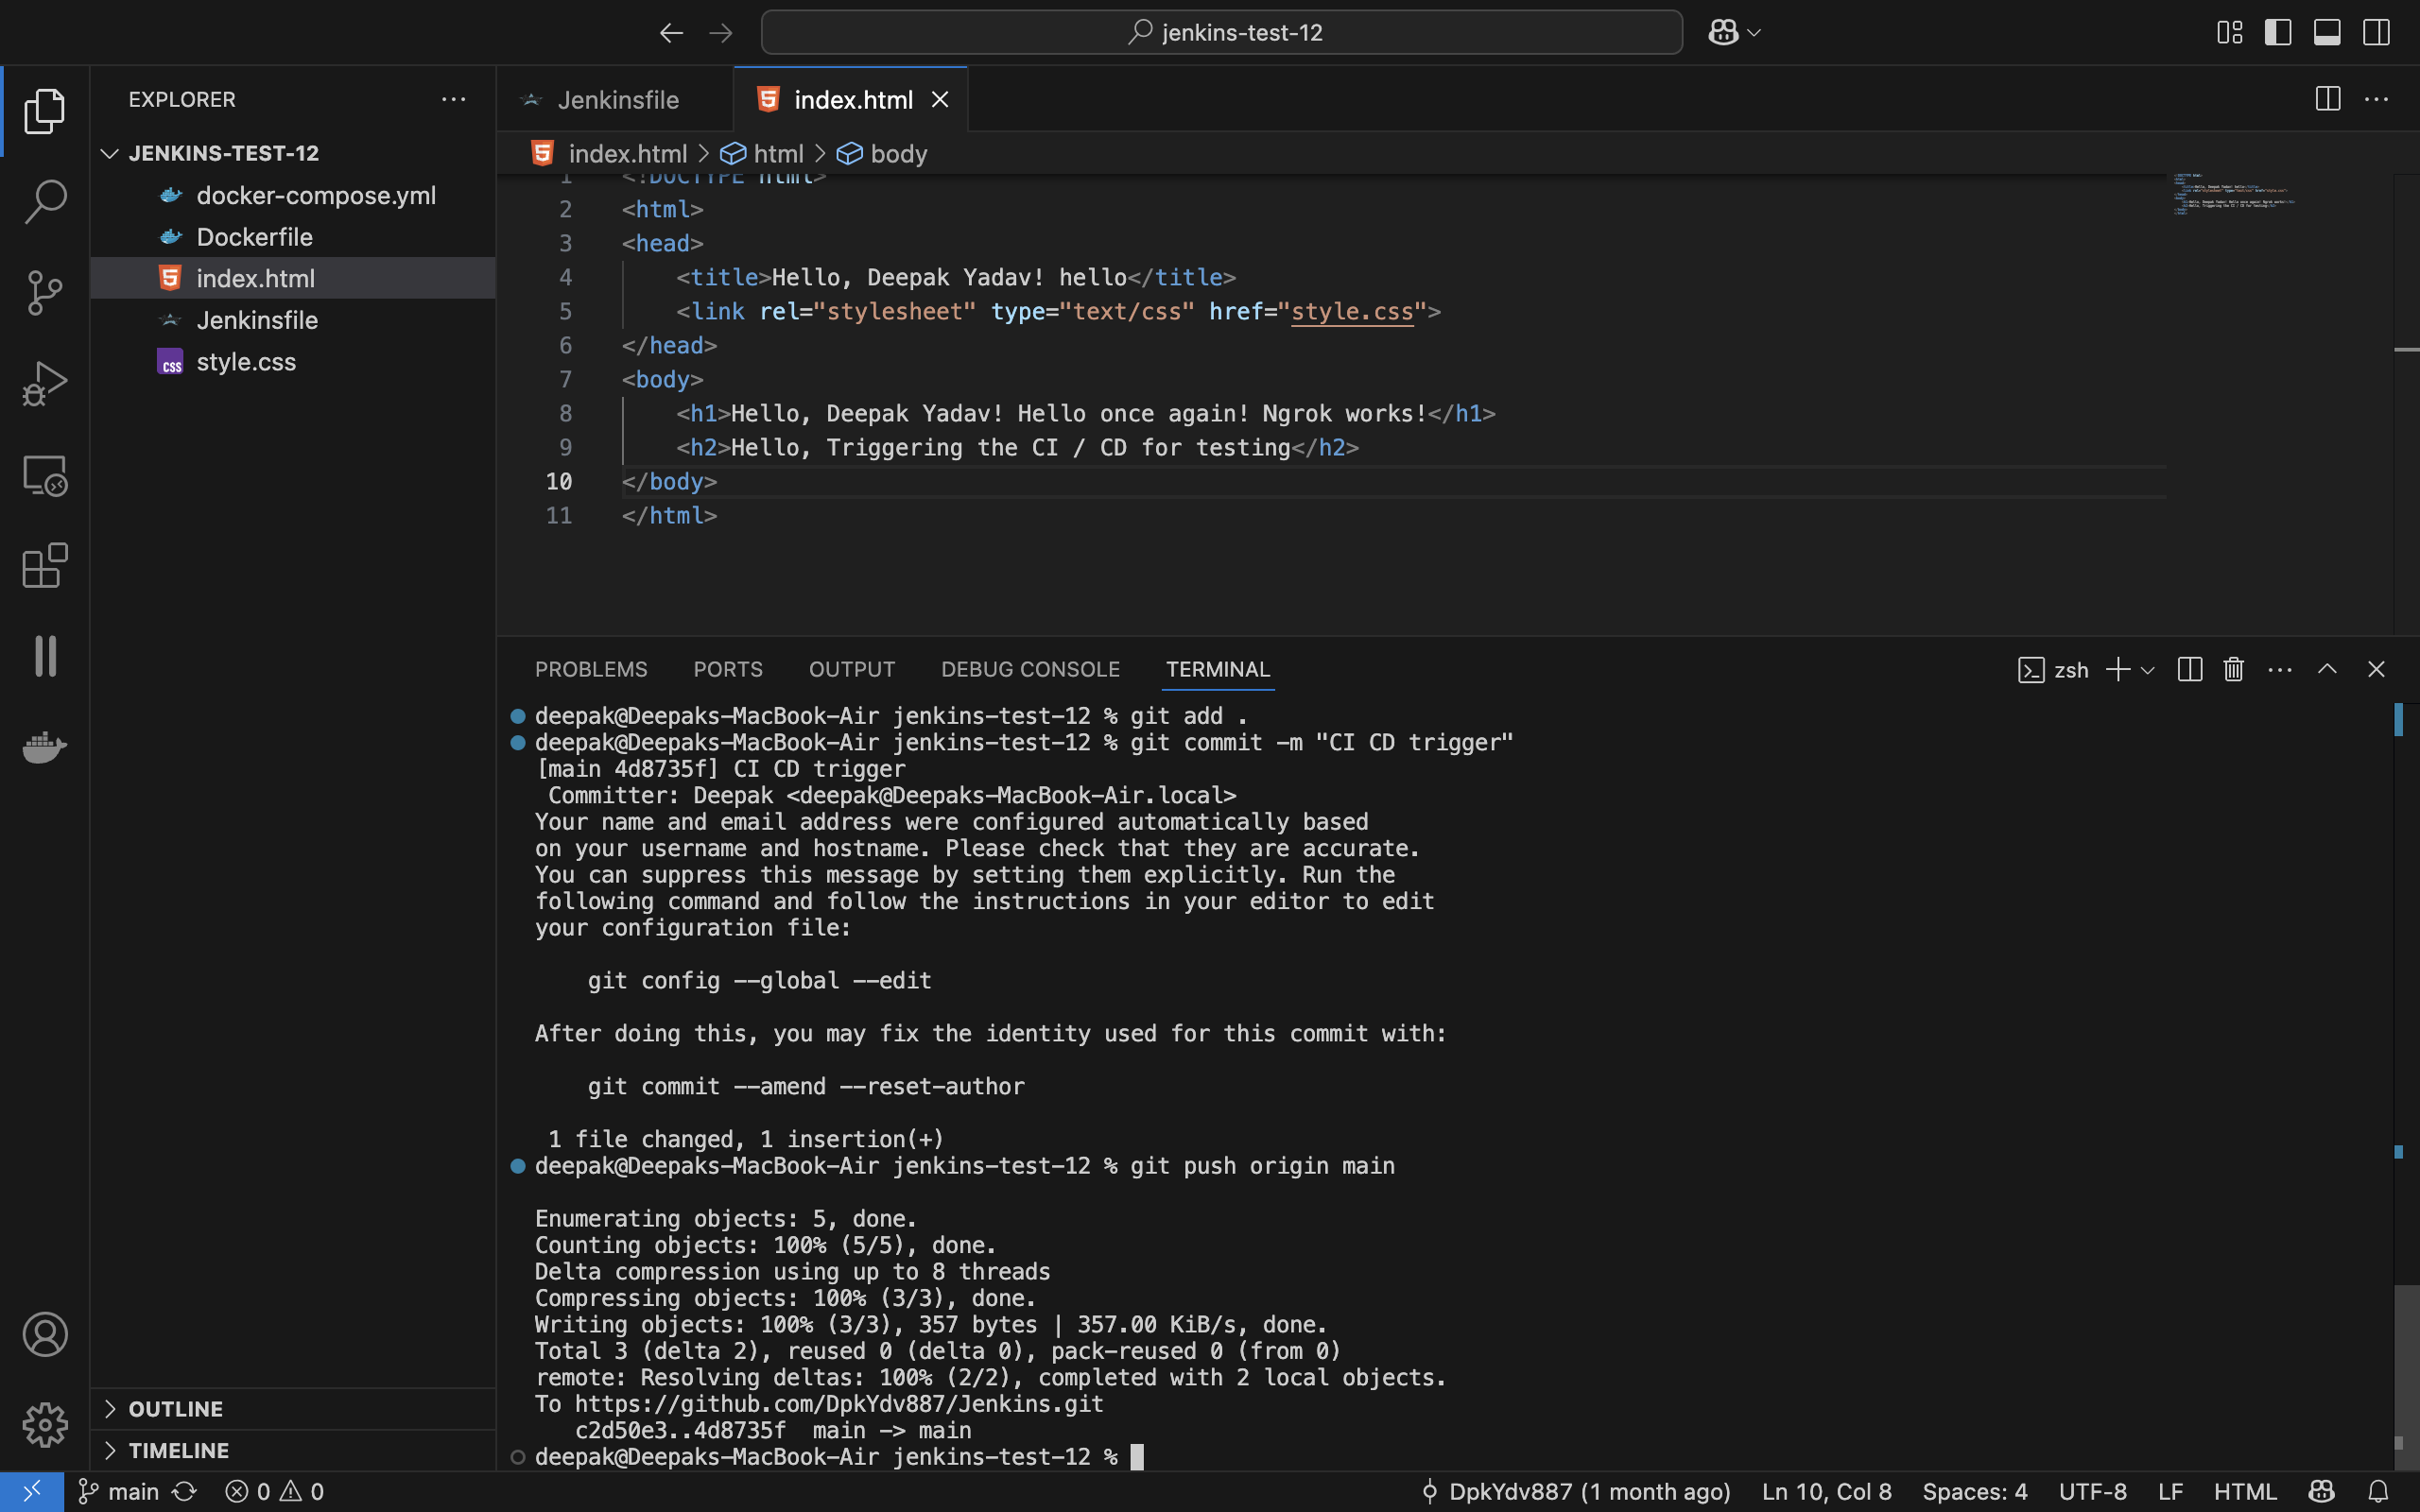 jenkins-test-12
EXPLORER
JENKINS-TEST-12
docker-compose.yml
Dockerfile
index.html
Jenkinsfile
CSS style.css
OUTLINE
TIMELINE
Jenkinsfile
index.html
index.html > html > body
1 <!DOCTYPE html>
2 <html>
3 <head>
4 <title>Hello, Deepak Yadav! hello</title>
5 <link rel="stylesheet" type="text/css" href="style.css">
6 </head>
7 <body>
8 <h1>Hello, Deepak Yadav! Hello once again! Ngrok works!</h1>
9 <h2>Hello, Triggering the CI / CD for testing</h2>
10 </body>
11 </html>
PROBLEMS PORTS OUTPUT DEBUG CONSOLE TERMINAL zsh
deepak@Deepaks-MacBook-Air jenkins-test-12 % git add .
deepak@Deepaks-MacBook-Air jenkins-test-12 % git commit -m "CI CD trigger"
[main 4d8735f] CI CD trigger
Committer: Deepak <deepak@Deepaks-MacBook-Air.local>
Your name and email address were configured automatically based
on your username and hostname. Please check that they are accurate.
You can suppress this message by setting them explicitly. Run the
following command and follow the instructions in your editor to edit
your configuration file:
git config --global --edit
After doing this, you may fix the identity used for this commit with:
git commit --amend --reset-author
1 file changed, 1 insertion(+)
deepak@Deepaks-MacBook-Air jenkins-test-12 % git push origin main
Enumerating objects: 5, done.
Counting objects: 100% (5/5), done.
Delta compression using up to 8 threads
Compressing objects: 100% (3/3), done.
Writing objects: 100% (3/3), 357 bytes | 357.00 KiB/s, done.
Total 3 (delta 2), reused 0 (delta 0), pack-reused 0 (from 0)
remote: Resolving deltas: 100% (2/2), completed with 2 local objects.
To https://github.com/DpkYdv887/Jenkins.git
c2d50e3..4d8735f main -> main
deepak@Deepaks-MacBook-Air jenkins-test-12 %
main 0 0 DpkYdv887 (1 month ago) Ln 10, Col 8 Spaces: 4 UTF-8 LF HTML